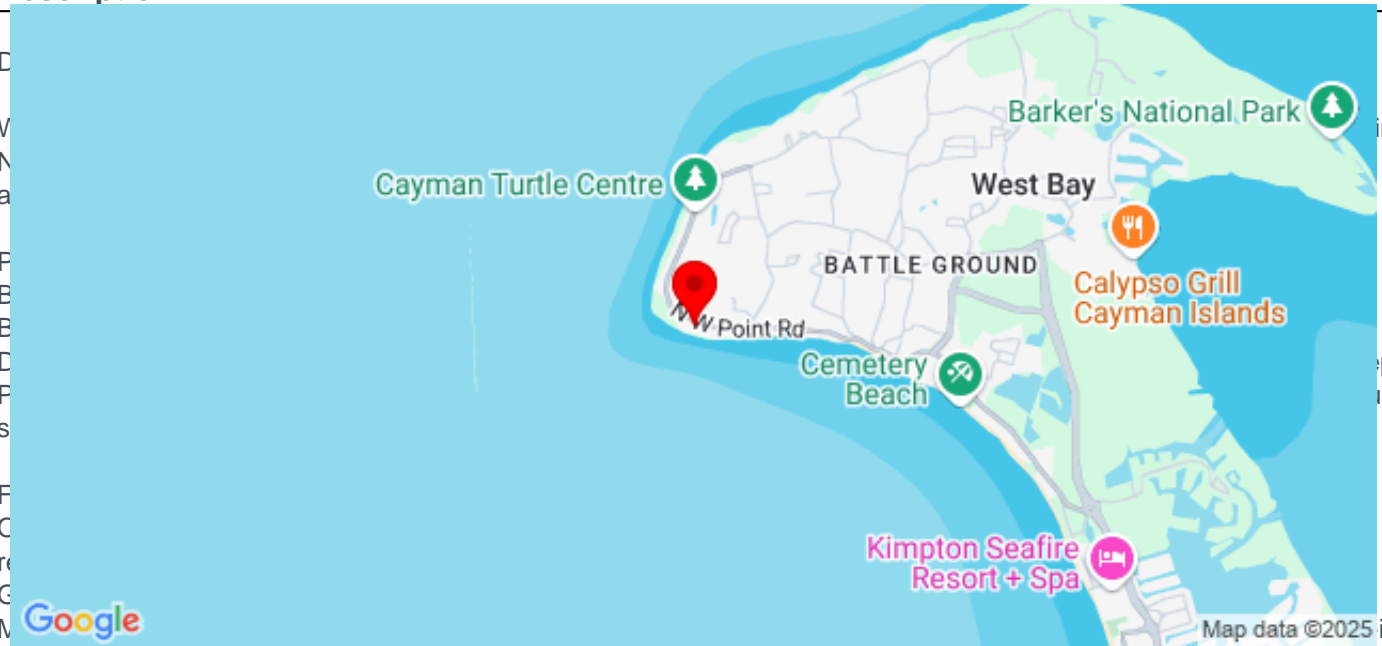 Barker's National Park
Cayman Turtle Centre
West Bay
BATTLE GROUND
Calypso Grill
Cayman Islands
N W Point Rd
Cemetery
Beach
Kimpton Seafire
Resort + Spa
Google
Map data ©2025